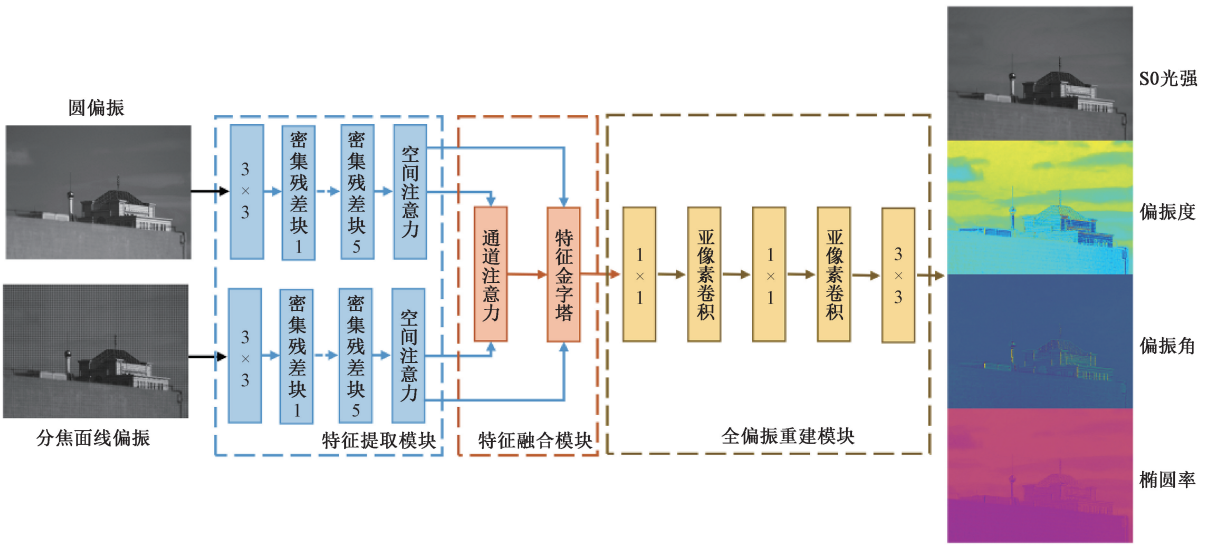 圆偏振
3×3
密集残差块1
密集残差块5
空间注意力
分焦面线偏振
3×3
密集残差块1
密集残差块5
空间注意力
特征提取模块
通道注意力
特征金字塔
特征融合模块
1×1
亚像素卷积
1×1
亚像素卷积
3×3
全偏振重建模块
S0光强
偏振度
偏振角
椭圆率